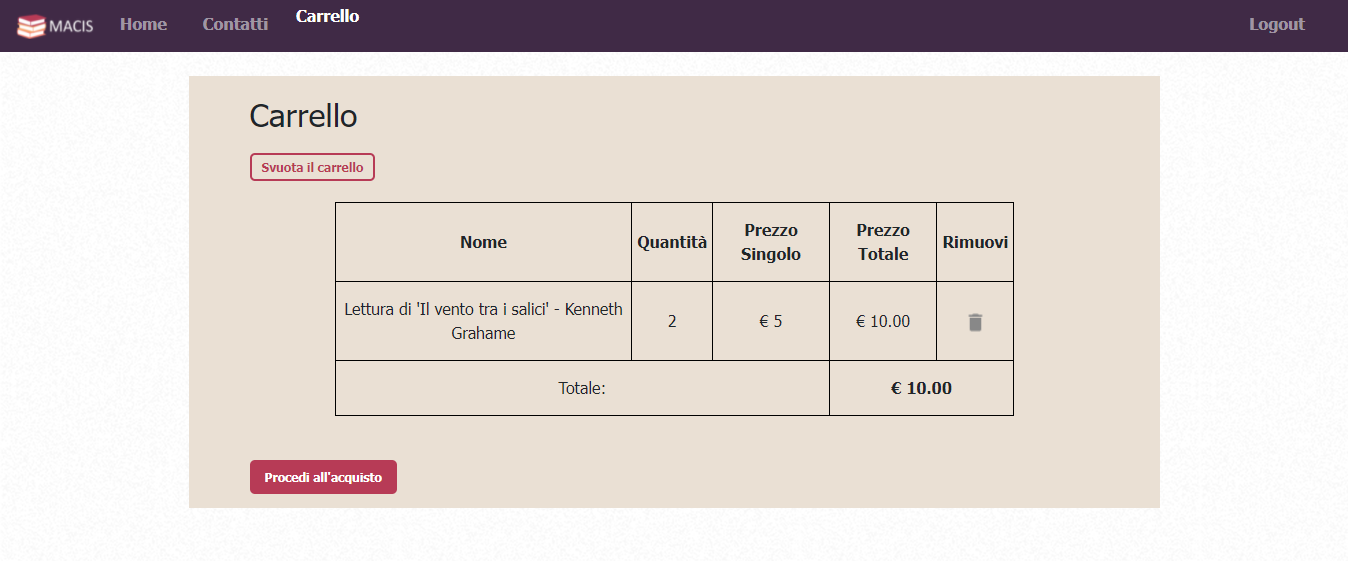 MACIS Home Contatti Carrello Logout
Carrello
Svuota il carrello
Nome Quantità Prezzo Singolo Prezzo Totale Rimuovi
Lettura di 'Il vento tra i salici' - Kenneth
Grahame
2 € 5 € 10.00
Totale: € 10.00
Procedi all'acquisto